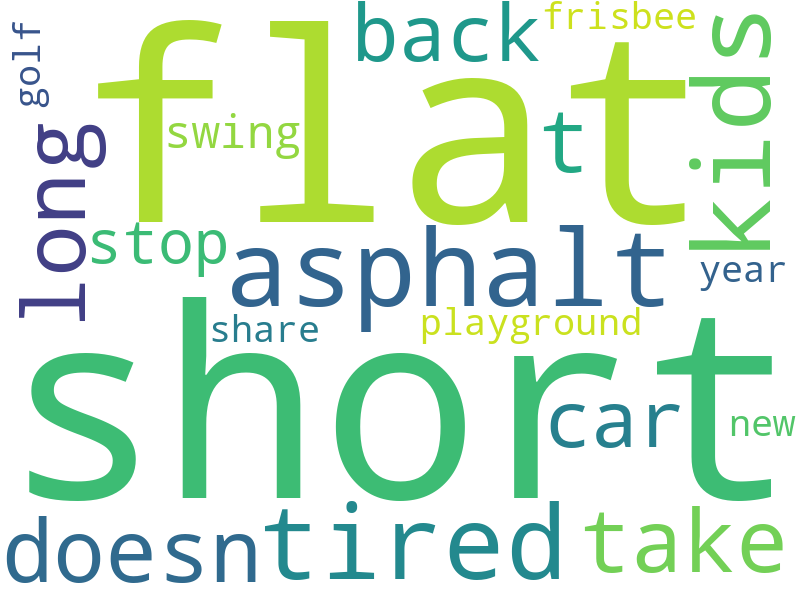 golf
back
frisbee
flat
kids
swing
t
long
stop
asphalt
year
share
playground
short
car
new
doesn
tired
take